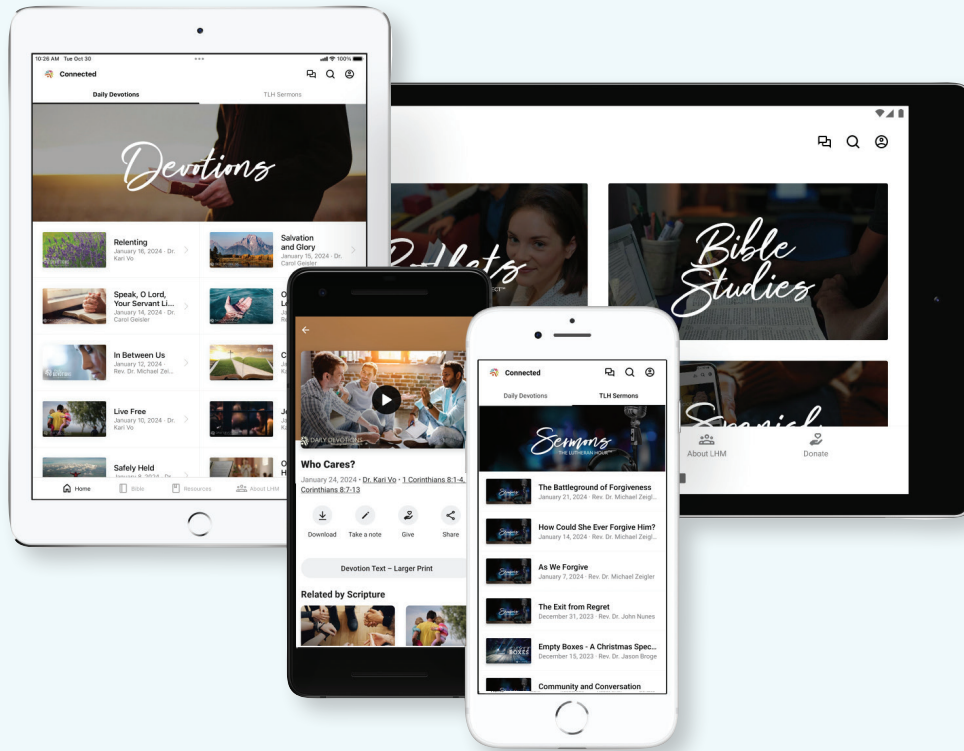 10:26 AM Tue Oct 30
100%
Connected
Daily Devotions
TLH Sermons
Devotions
Relenting
January 16, 2024 · Dr.
Kari Vo
Salvation
and Glory
January 15, 2024 · Dr.
Carol Geisler
Speak, O Lord,
Your Servant Li...
January 14, 2024 · Dr.
Carol Geisler
In Between Us
January 12, 2024 ·
Rev. Dr. Michael Zei...
Live Free
January 10, 2024 · Dr.
Kari Vo
Safely Held
Home
Bible
Resources
About LHM
Bible
Studies
Spanish
About LHM
Donate
DAILY DEVOTIONS
Who Cares?
January 24, 2024 · Dr. Kari Vo · 1 Corinthians 8:1-4,
Corinthians 8:7-13
Download
Take a note
Give
Share
Devotion Text – Larger Print
Related by Scripture
Connected
Daily Devotions
TLH Sermons
Sermons
THE LUTHERAN HOUR
The Battleground of Forgiveness
January 21, 2024 · Rev. Dr. Michael Zeigl...
How Could She Ever Forgive Him?
January 14, 2024 · Rev. Dr. Michael Zeigl...
As We Forgive
January 7, 2024 · Rev. Dr. Michael Zeigler
The Exit from Regret
December 31, 2023 · Rev. Dr. John Nunes
Empty Boxes - A Christmas Spec...
December 15, 2023 · Rev. Dr. Jason Broge
Community and Conversation